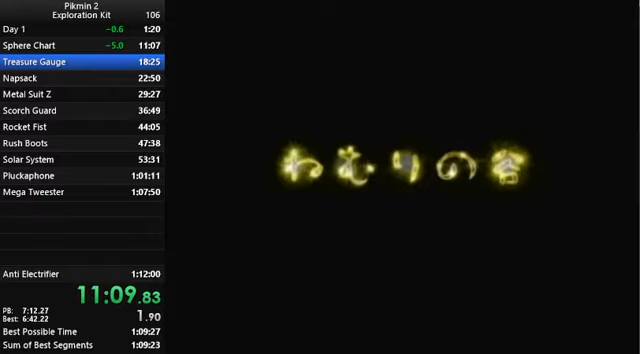 Pikmin 2
Exploration Kit 106
Day 1 −0.6 1:20
Sphere Chart −5.0 11:07
Treasure Gauge 18:25
Napsack 22:50
Metal Suit Z 29:27
Scorch Guard 36:49
Rocket Fist 44:05
Rush Boots 47:38
Solar System 53:31
Pluckaphone 1:01:11
Mega Tweester 1:07:50
Anti Electrifier 1:12:00
11:09.83
PB: 7:12.27
Best: 6:42.22
1.90
Best Possible Time 1:09:27
Sum of Best Segments 1:09:23
ねむりの谷